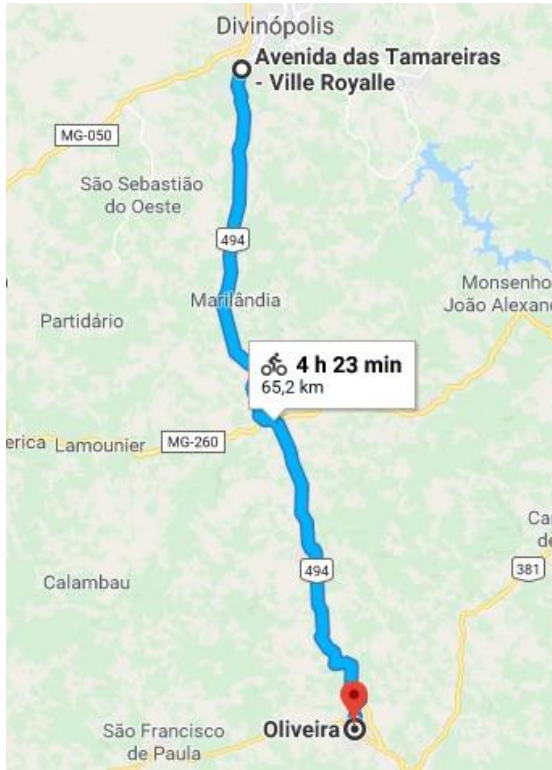 Divinópolis
Avenida das Tamareiras
- Ville Royalle
MG-050
São Sebastião
do Oeste
494
Monsenho
João Alexand
Marilândia
Partidário
4 h 23 min
65,2 km
erica
Lamounier
MG-260
Ca
de
494
381
Calambau
Oliveira
São Francisco
de Paula